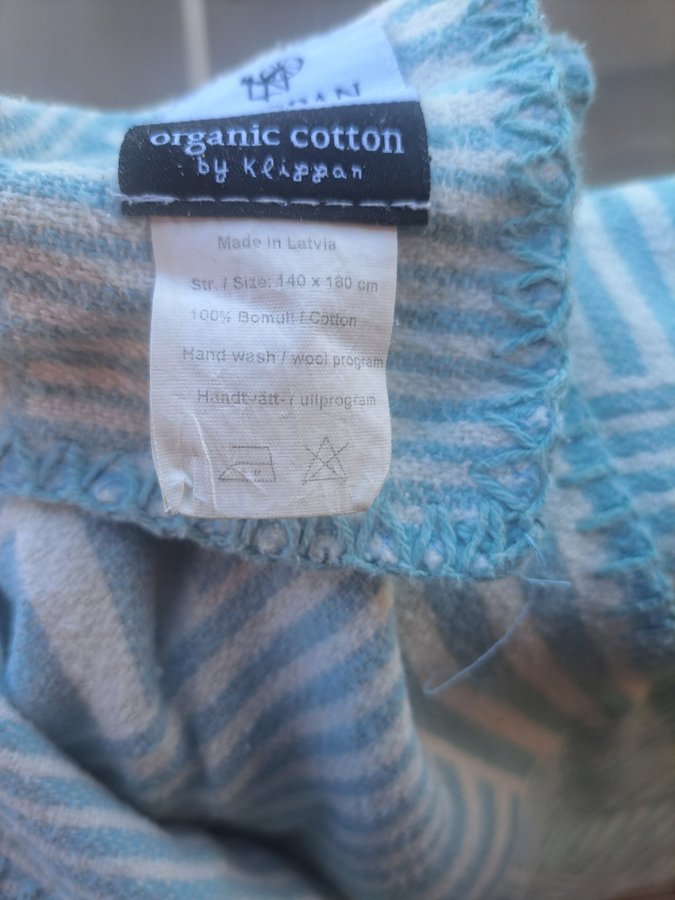 organic cotton
by Klippan
Made in Latvia
Str. / Size: 140 x 180 cm
100% Bomull / Cotton
Hand wash / wool program
Handtvätt- / ullprogram